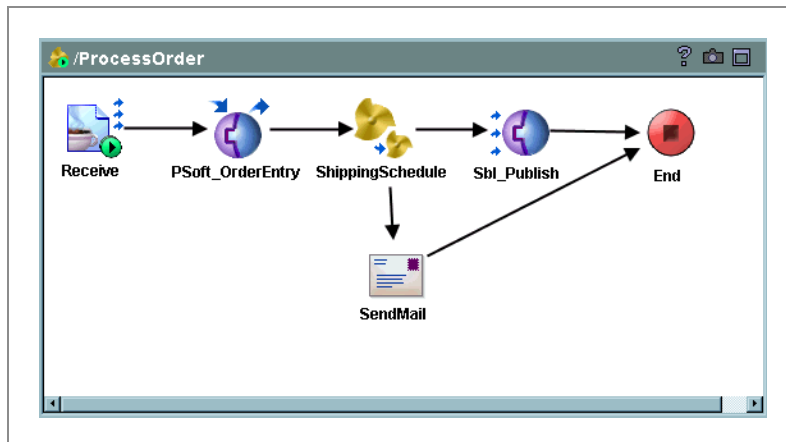 /ProcessOrder
?
Receive
PSoft_OrderEntry
ShippingSchedule
Sbl_Publish
End
SendMail